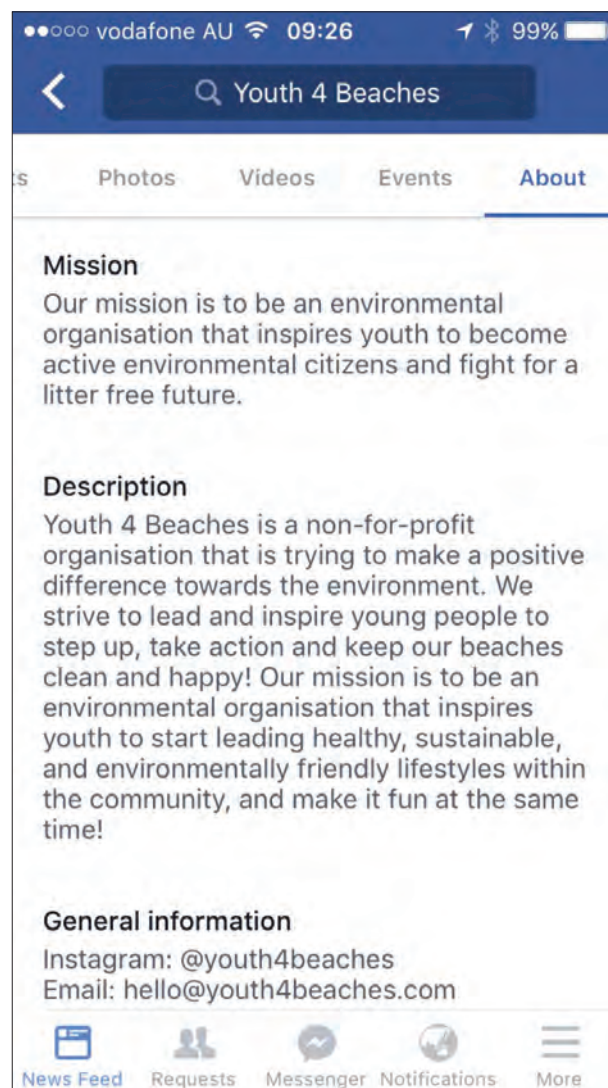 vodafone AU 09:26 99%
Youth 4 Beaches
ts Photos Videos Events About
Mission
Our mission is to be an environmental
organisation that inspires youth to become
active environmental citizens and fight for a
litter free future.
Description
Youth 4 Beaches is a non-for-profit
organisation that is trying to make a positive
difference towards the environment. We
strive to lead and inspire young people to
step up, take action and keep our beaches
clean and happy! Our mission is to be an
environmental organisation that inspires
youth to start leading healthy, sustainable,
and environmentally friendly lifestyles within
the community, and make it fun at the same
time!
General information
Instagram: @youth4beaches
Email: hello@youth4beaches.com
News Feed Requests Messenger Notifications More